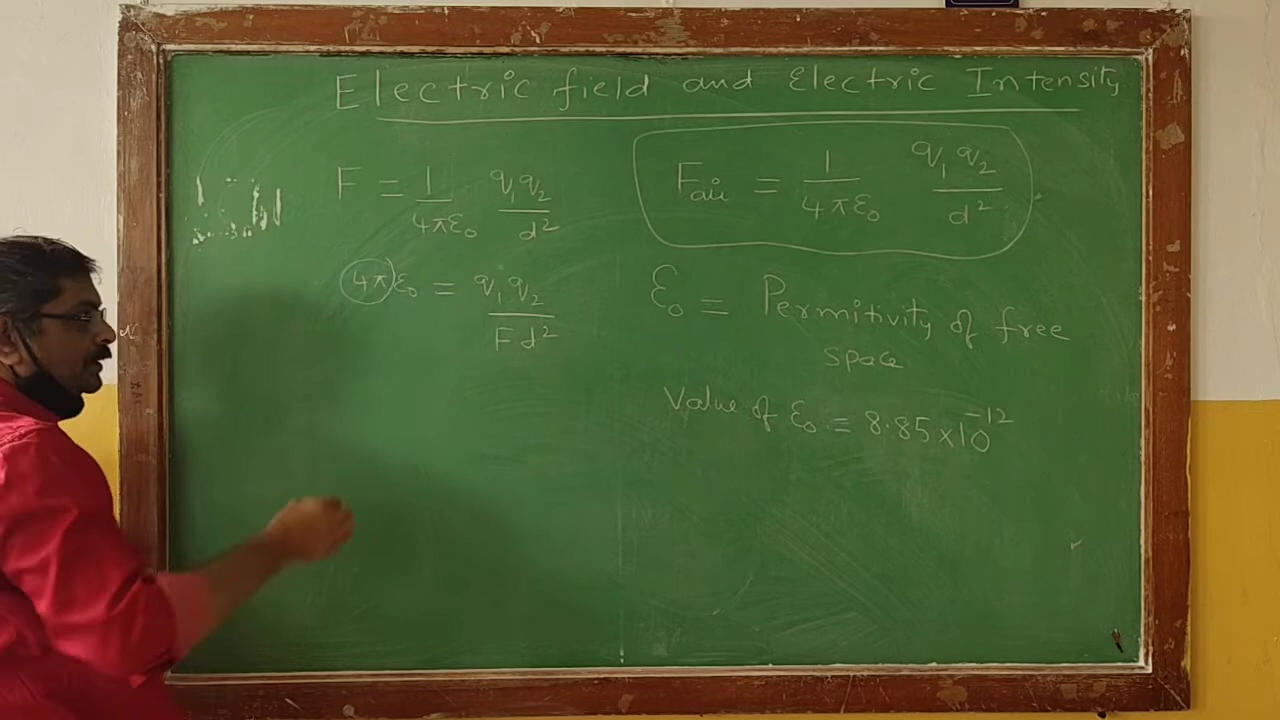 Electric field and Electric Intensity
F = 1/4πε₀ q₁q₂/d²
4πε₀ = q₁q₂/Fd²
F air = 1/4πε₀ q₁q₂/d²
ε₀ = Permitivity of free
space
Value of ε₀ = 8.85×10⁻¹²